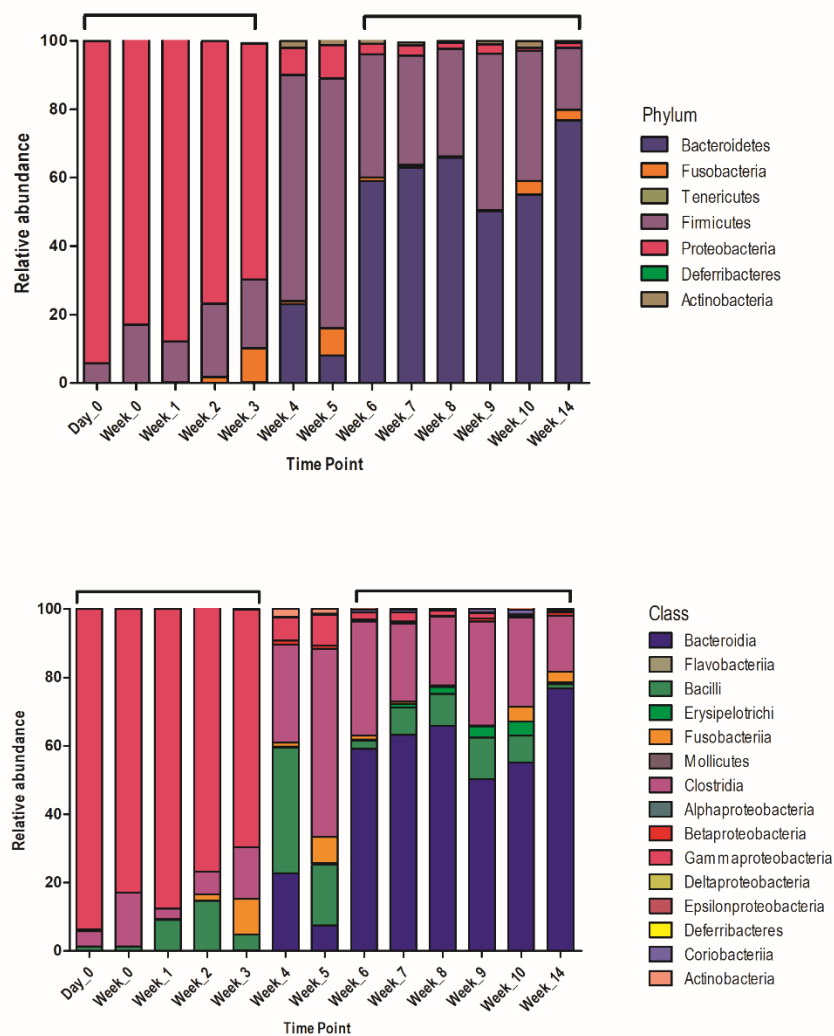 Relative abundance
100
80
60
40
20
0
Day_0
Week_0
Week_1
Week_2
Week_3
Week_4
Week_5
Week_6
Week_7
Week_8
Week_9
Week_10
Week_14
Time Point
Phylum
Bacteroidetes
Fusobacteria
Tenericutes
Firmicutes
Proteobacteria
Deferribacteres
Actinobacteria
Relative abundance
100
80
60
40
20
0
Day_0
Week_0
Week_1
Week_2
Week_3
Week_4
Week_5
Week_6
Week_7
Week_8
Week_9
Week_10
Week_14
Time Point
Class
Bacteroidia
Flavobacteriia
Bacilli
Erysipelotrichi
Fusobacteriia
Mollicutes
Clostridia
Alphaproteobacteria
Betaproteobacteria
Gammaproteobacteria
Deltaproteobacteria
Epsilonproteobacteria
Deferribacteres
Coriobacteriia
Actinobacteria